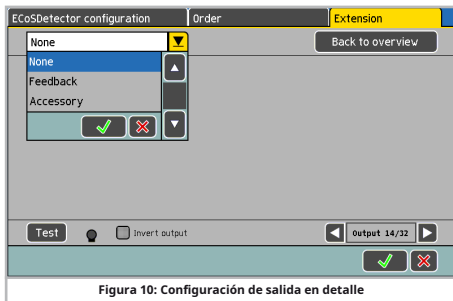 ECoSDetector configuration Order Extension
None Back to overview
None
Feedback
Accessory
Test Invert output Output 14/32
Figura 10: Configuración de salida en detalle